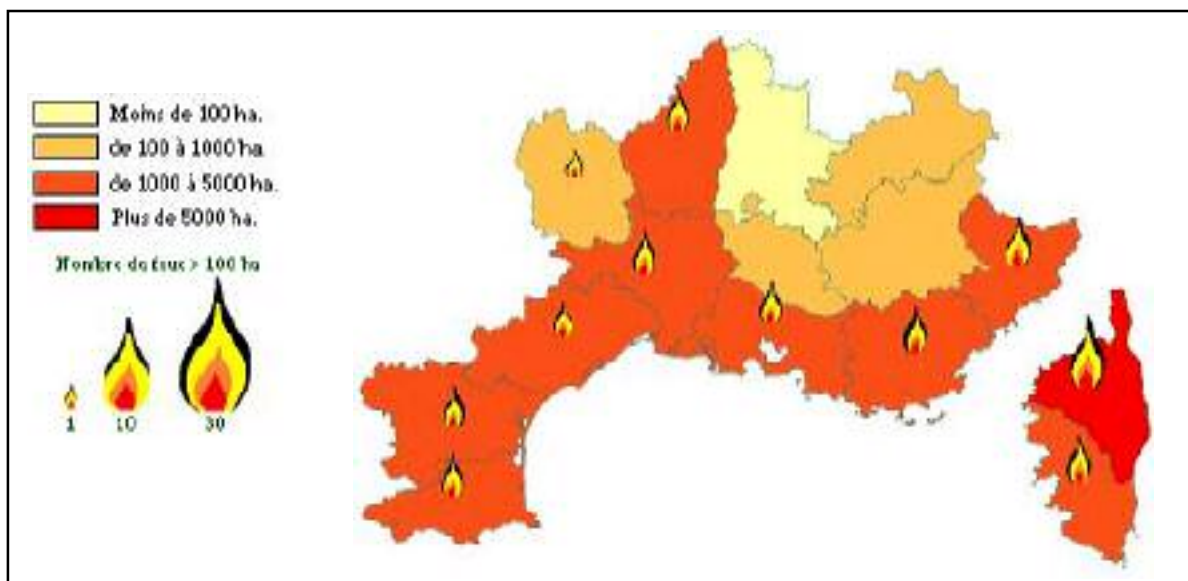 Moins de 100 ha.
de 100 à 1000 ha
de 1000 à 5000 ha.
Plus de 5000 ha.
Nombre de feux > 100 ha
1 10 30